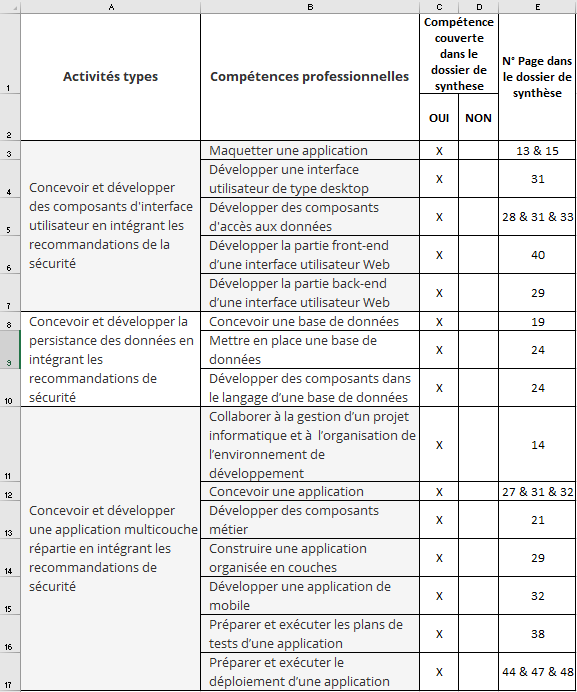 A B C D E
1
Activités types
Compétences professionnelles
Compétence
couverte
dans le
dossier de
synthese
N° Page dans
le dossier de
synthèse
2
OUI NON
Concevoir et développer
des composants d'interface
utilisateur en intégrant les
recommandations de la
sécurité
3 Maquetter une application X 13 & 15
Développer une interface
4 utilisateur de type desktop X 31
Développer des composants
5 d'accès aux données X 28 & 31 & 33
Développer la partie front-end
6 d'une interface utilisateur Web X 40
Développer la partie back-end
7 d'une interface utilisateur Web X 29
Concevoir et développer la
persistance des données en
intégrant les
recommandations de
sécurité
8 Concevoir une base de données X 19
Mettre en place une base de
9 données X 24
Développer des composants dans
10 le langage d'une base de données X 24
Concevoir et développer
une application multicouche
répartie en intégrant les
recommandations de
sécurité
Collaborer à la gestion d'un projet
informatique et à l'organisation de
l'environnement de
11 développement X 14
12 Concevoir une application X 27 & 31 & 32
Développer des composants
13 métier X 21
Construire une application
14 organisée en couches X 29
Développer une application de
15 mobile X 32
Préparer et exécuter les plans de
16 tests d'une application X 38
Préparer et exécuter le
17 déploiement d'une application X 44 & 47 & 48